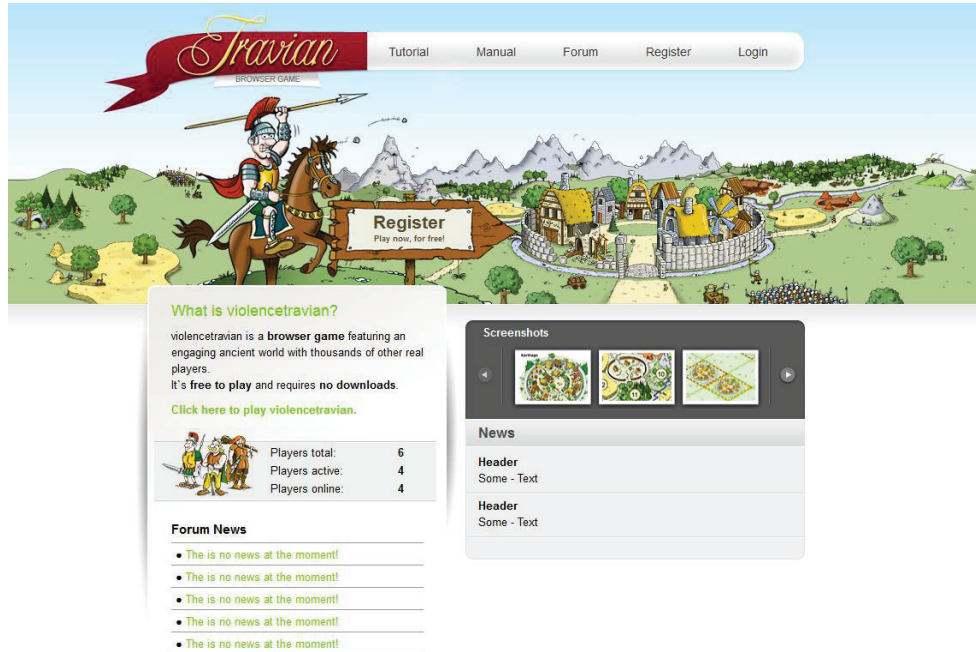 Travian
BROWSER GAME
Tutorial Manual Forum Register Login
Register
Play now, for free!
What is violencetravian?
violencetravian is a browser game featuring an
engaging ancient world with thousands of other real
players.
It`s free to play and requires no downloads.
Click here to play violencetravian.
Players total: 6
Players active: 4
Players online: 4
Forum News
The is no news at the moment!
The is no news at the moment!
The is no news at the moment!
The is no news at the moment!
The is no news at the moment!
Screenshots
10
11
News
Header
Some - Text
Header
Some - Text